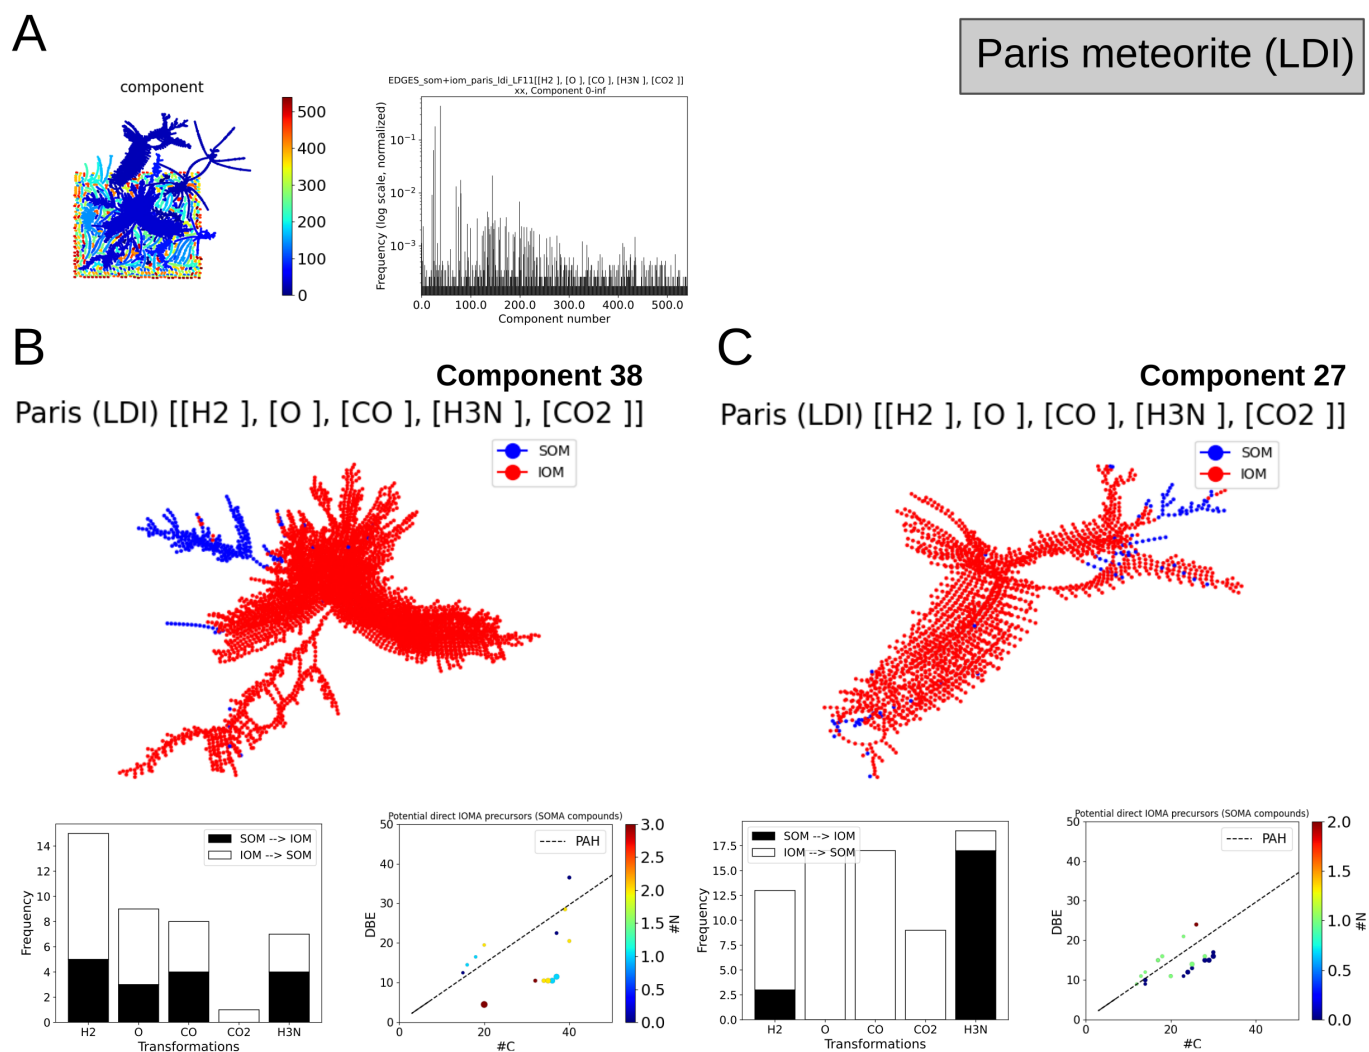 A
Paris meteorite (LDI)
component
500
400
300
200
100
0
EDGES_som+iom_paris_ldi_LF11[[H2 ], [O ], [CO ], [H3N ], [CO2 ]]
xx, Component 0-inf
Frequency (log scale, normalized)
10⁻¹
10⁻²
10⁻³
0.0 100.0 200.0 300.0 400.0 500.0
Component number
B
Component 38
Paris (LDI) [[H2 ], [O ], [CO ], [H3N ], [CO2 ]]
SOM
IOM
Frequency
14
12
10
8
6
4
2
0
SOM --> IOM
IOM --> SOM
H2 O CO CO2 H3N
Transformations
Potential direct IOMA precursors (SOMA compounds)
DBE
50
40
30
20
10
0
PAH
0 20 40
#C
3.0
2.5
2.0
1.5
1.0
0.5
0.0
#N
C
Component 27
Paris (LDI) [[H2 ], [O ], [CO ], [H3N ], [CO2 ]]
SOM
IOM
Frequency
17.5
15.0
12.5
10.0
7.5
5.0
2.5
0.0
SOM --> IOM
IOM --> SOM
H2 O CO CO2 H3N
Transformations
Potential direct IOMA precursors (SOMA compounds)
DBE
50
40
30
20
10
0
PAH
0 20 40
#C
2.0
1.5
1.0
0.5
0.0
#N